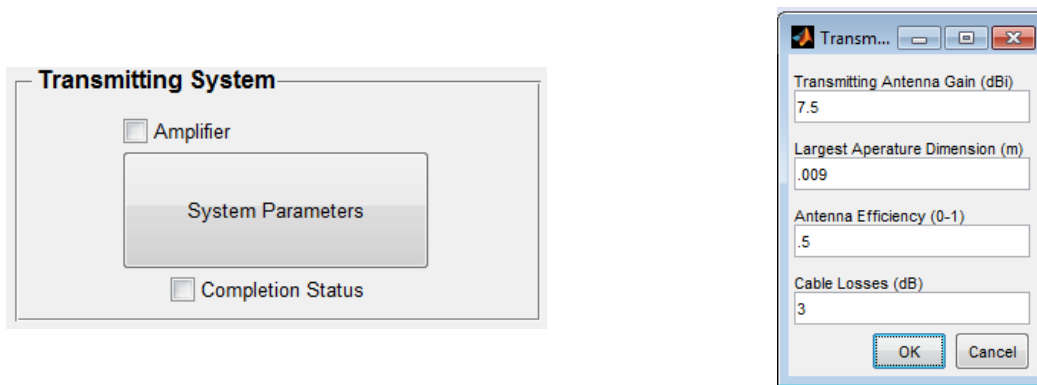 Transmitting System
Amplifier
System Parameters
Completion Status
Transm...
Transmitting Antenna Gain (dBi)
7.5
Largest Aperature Dimension (m)
.009
Antenna Efficiency (0-1)
.5
Cable Losses (dB)
3
OK Cancel